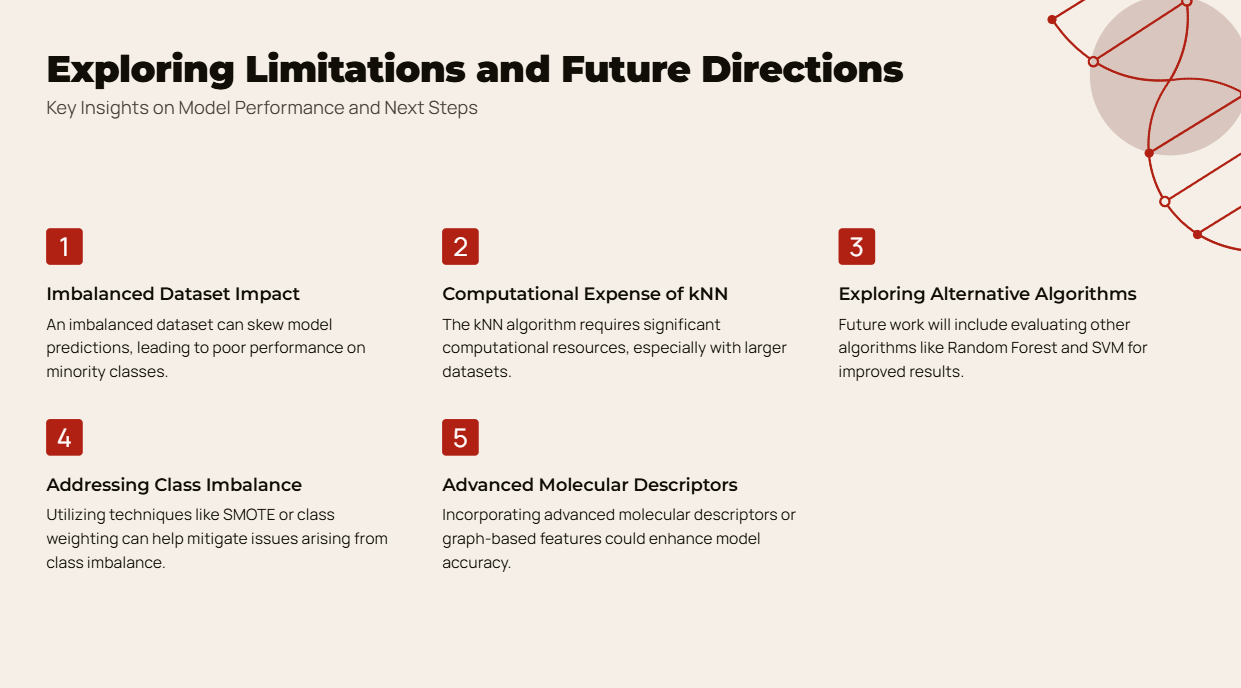 Exploring Limitations and Future Directions
Key Insights on Model Performance and Next Steps
1
Imbalanced Dataset Impact
An imbalanced dataset can skew model
predictions, leading to poor performance on
minority classes.
2
Computational Expense of kNN
The kNN algorithm requires significant
computational resources, especially with larger
datasets.
3
Exploring Alternative Algorithms
Future work will include evaluating other
algorithms like Random Forest and SVM for
improved results.
4
Addressing Class Imbalance
Utilizing techniques like SMOTE or class
weighting can help mitigate issues arising from
class imbalance.
5
Advanced Molecular Descriptors
Incorporating advanced molecular descriptors or
graph-based features could enhance model
accuracy.